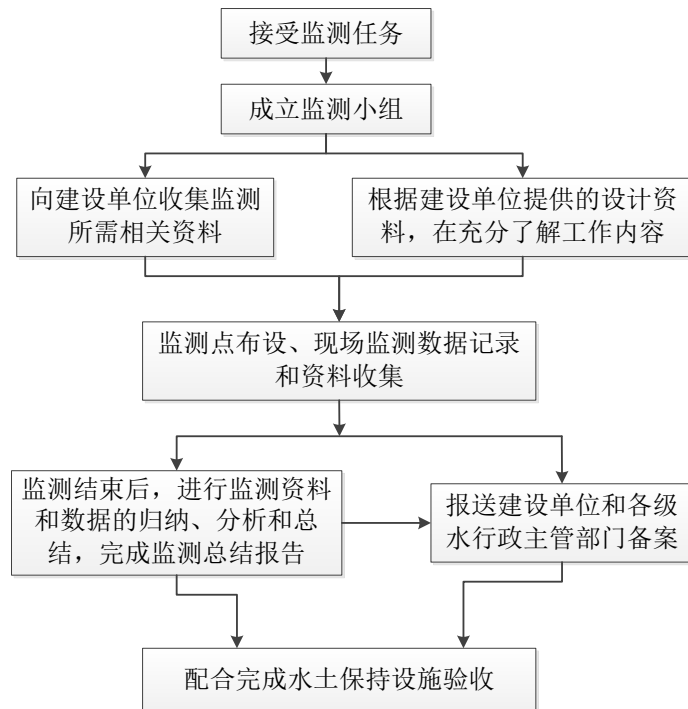 接受监测任务
成立监测小组
向建设单位收集监测
所需相关资料
根据建设单位提供的设计资
料，在充分了解工作内容
监测点布设、现场监测数据记录
和资料收集
监测结束后，进行监测资料
和数据的归纳、分析和总
结，完成监测总结报告
报送建设单位和各级
水行政主管部门备案
配合完成水土保持设施验收